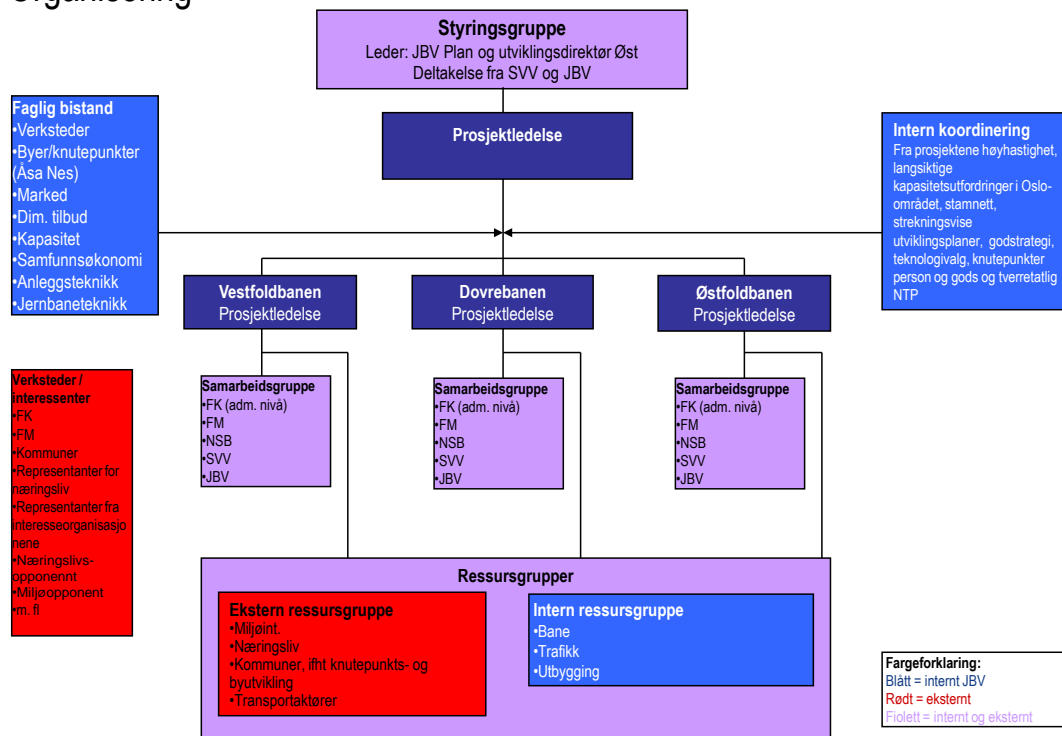 Organisering
Styringsgruppe
Leder: JBV Plan og utviklingsdirektør Øst
Deltakelse fra SVV og JBV
Faglig bistand
•Verksteder
•Byer/knutepunkter
(Åsa Nes)
•Marked
•Dim. tilbud
•Kapasitet
•Samfunnsøkonomi
•Anleggsteknikk
•Jernbaneteknikk
Prosjektledelse
Intern koordinering
Fra prosjektene høyhastighet,
langsiktige
kapasitetsutfordringer i Oslo-
området, stamnett,
strekningsvise
utviklingsplaner, godstrategi,
teknologivalg, knutepunkter
person og gods og tverretatlig
NTP
Vestfoldbanen
Prosjektledelse
Dovrebanen
Prosjektledelse
Østfoldbanen
Prosjektledelse
Verksteder /
interessenter
•FK
•FM
•Kommuner
•Representanter for
næringsliv
•Representanter fra
interesseorganisasjo
nene
•Næringslivs-
opponennt
•Miljøopponent
•m. fl
Samarbeidsgruppe
•FK (adm. nivå)
•FM
•NSB
•SVV
•JBV
Samarbeidsgruppe
•FK (adm. nivå)
•FM
•NSB
•SVV
•JBV
Samarbeidsgruppe
•FK (adm. nivå)
•FM
•NSB
•SVV
•JBV
Ressursgrupper
Ekstern ressursgruppe
•Miljøint.
•Næringsliv
•Kommuner, ifht knutepunkts- og
byutvikling
•Transportaktører
Intern ressursgruppe
•Bane
•Trafikk
•Utbygging
Fargeforklaring:
Blått = internt JBV
Rødt = eksternt
Fiolett = internt og eksternt